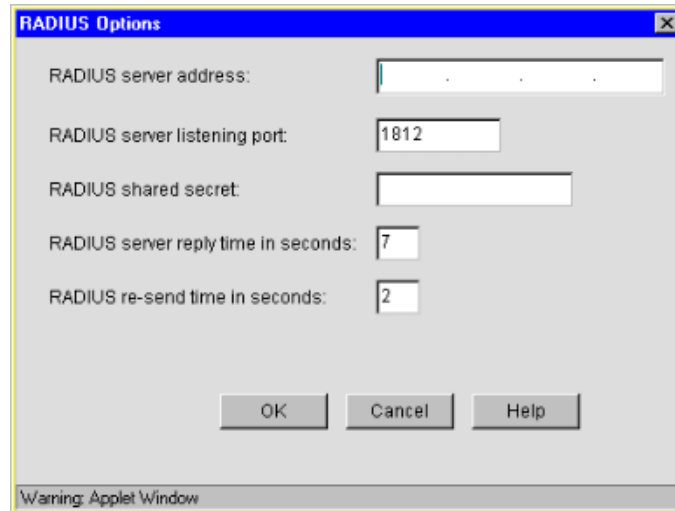 RADIUS Options
RADIUS server address: . . .
RADIUS server listening port: 1812
RADIUS shared secret:
RADIUS server reply time in seconds: 7
RADIUS re-send time in seconds: 2
OK Cancel Help
Warning: Applet Window